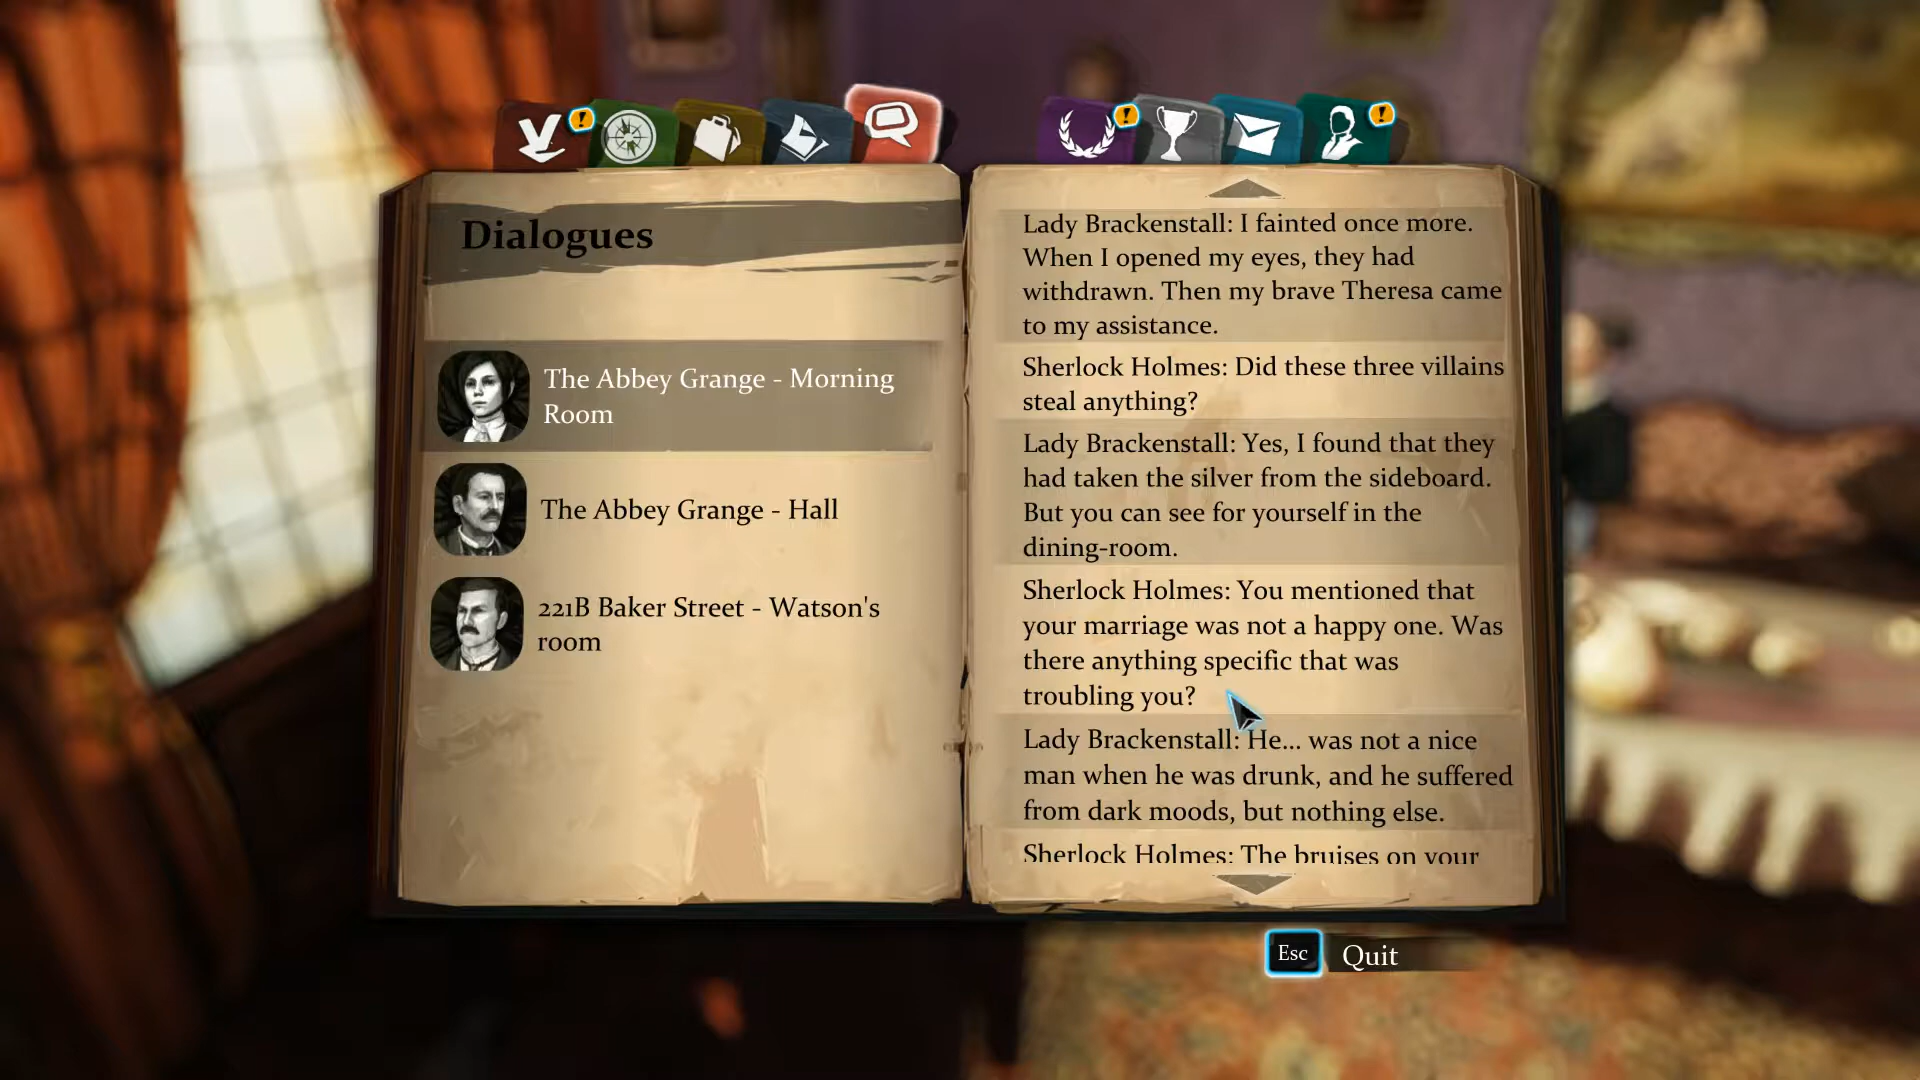 Dialogues
The Abbey Grange - Morning
Room
The Abbey Grange - Hall
221B Baker Street - Watson's
room
Lady Brackenstall: I fainted once more.
When I opened my eyes, they had
withdrawn. Then my brave Theresa came
to my assistance.
Sherlock Holmes: Did these three villains
steal anything?
Lady Brackenstall: Yes, I found that they
had taken the silver from the sideboard.
But you can see for yourself in the
dining-room.
Sherlock Holmes: You mentioned that
your marriage was not a happy one. Was
there anything specific that was
troubling you?
Lady Brackenstall: He... was not a nice
man when he was drunk, and he suffered
from dark moods, but nothing else.
Sherlock Holmes: The bruises on your
Esc Quit